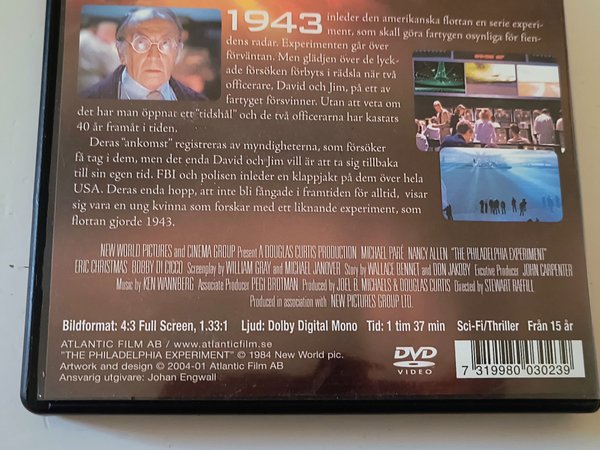 1943 inleder den amerikanska flottan en serie experi-
ment, som skall göra fartygen osynliga för fien-
dens radar. Experimenten går över
förväntan. Men glädjen över de lyck-
ade försöken förbyts i rädsla när två
officerare, David och Jim, på ett av
fartyget försvinner. Utan att veta om
det har man öppnat ett "tidshål" och de två officerarna har kastats
40 år framåt i tiden.
Deras "ankomst" registreras av myndigheterna, som försöker
få tag i dem, men det enda David och Jim vill är att ta sig tillbaka
till sin egen tid. FBI och polisen inleder en klappjakt på dem över hela
USA. Deras enda hopp, att inte bli fångade i framtiden för alltid, visar
sig vara en ung kvinna som forskar med ett liknande experiment, som
flottan gjorde 1943.
NEW WORLD PICTURES and CINEMA GROUP Present A DOUGLAS CURTIS PRODUCTION MICHAEL PARÉ NANCY ALLEN "THE PHILADELPHIA EXPERIMENT"
ERIC CHRISTMAS BOBBY DI CICCO Screenplay by WILLIAM GRAY and MICHAEL JANOVER Story by WALLACE BENNET and DON JAKOBY Excutive Producer JOHN CARPENTER
Music by KEN WANNBERG Associate Producer PEGI BROTMAN Produced by JOEL B. MICHAELS & DOUGLAS CURTIS Directed by STEWART RAFFILL
Produced in association with NEW PICTURES GROUP LTD.
Bildformat: 4:3 Full Screen, 1.33:1 Ljud: Dolby Digital Mono Tid: 1 tim 37 min Sci-Fi/Thriller Från 15 år
ATLANTIC FILM AB / www.atlanticfilm.se
"THE PHILADELPHIA EXPERIMENT" © 1984 New World pic.
Artwork and design © 2004-01 Atlantic Film AB
Ansvarig utgivare: Johan Engwall
DVD
VIDEO
7 319980 030239